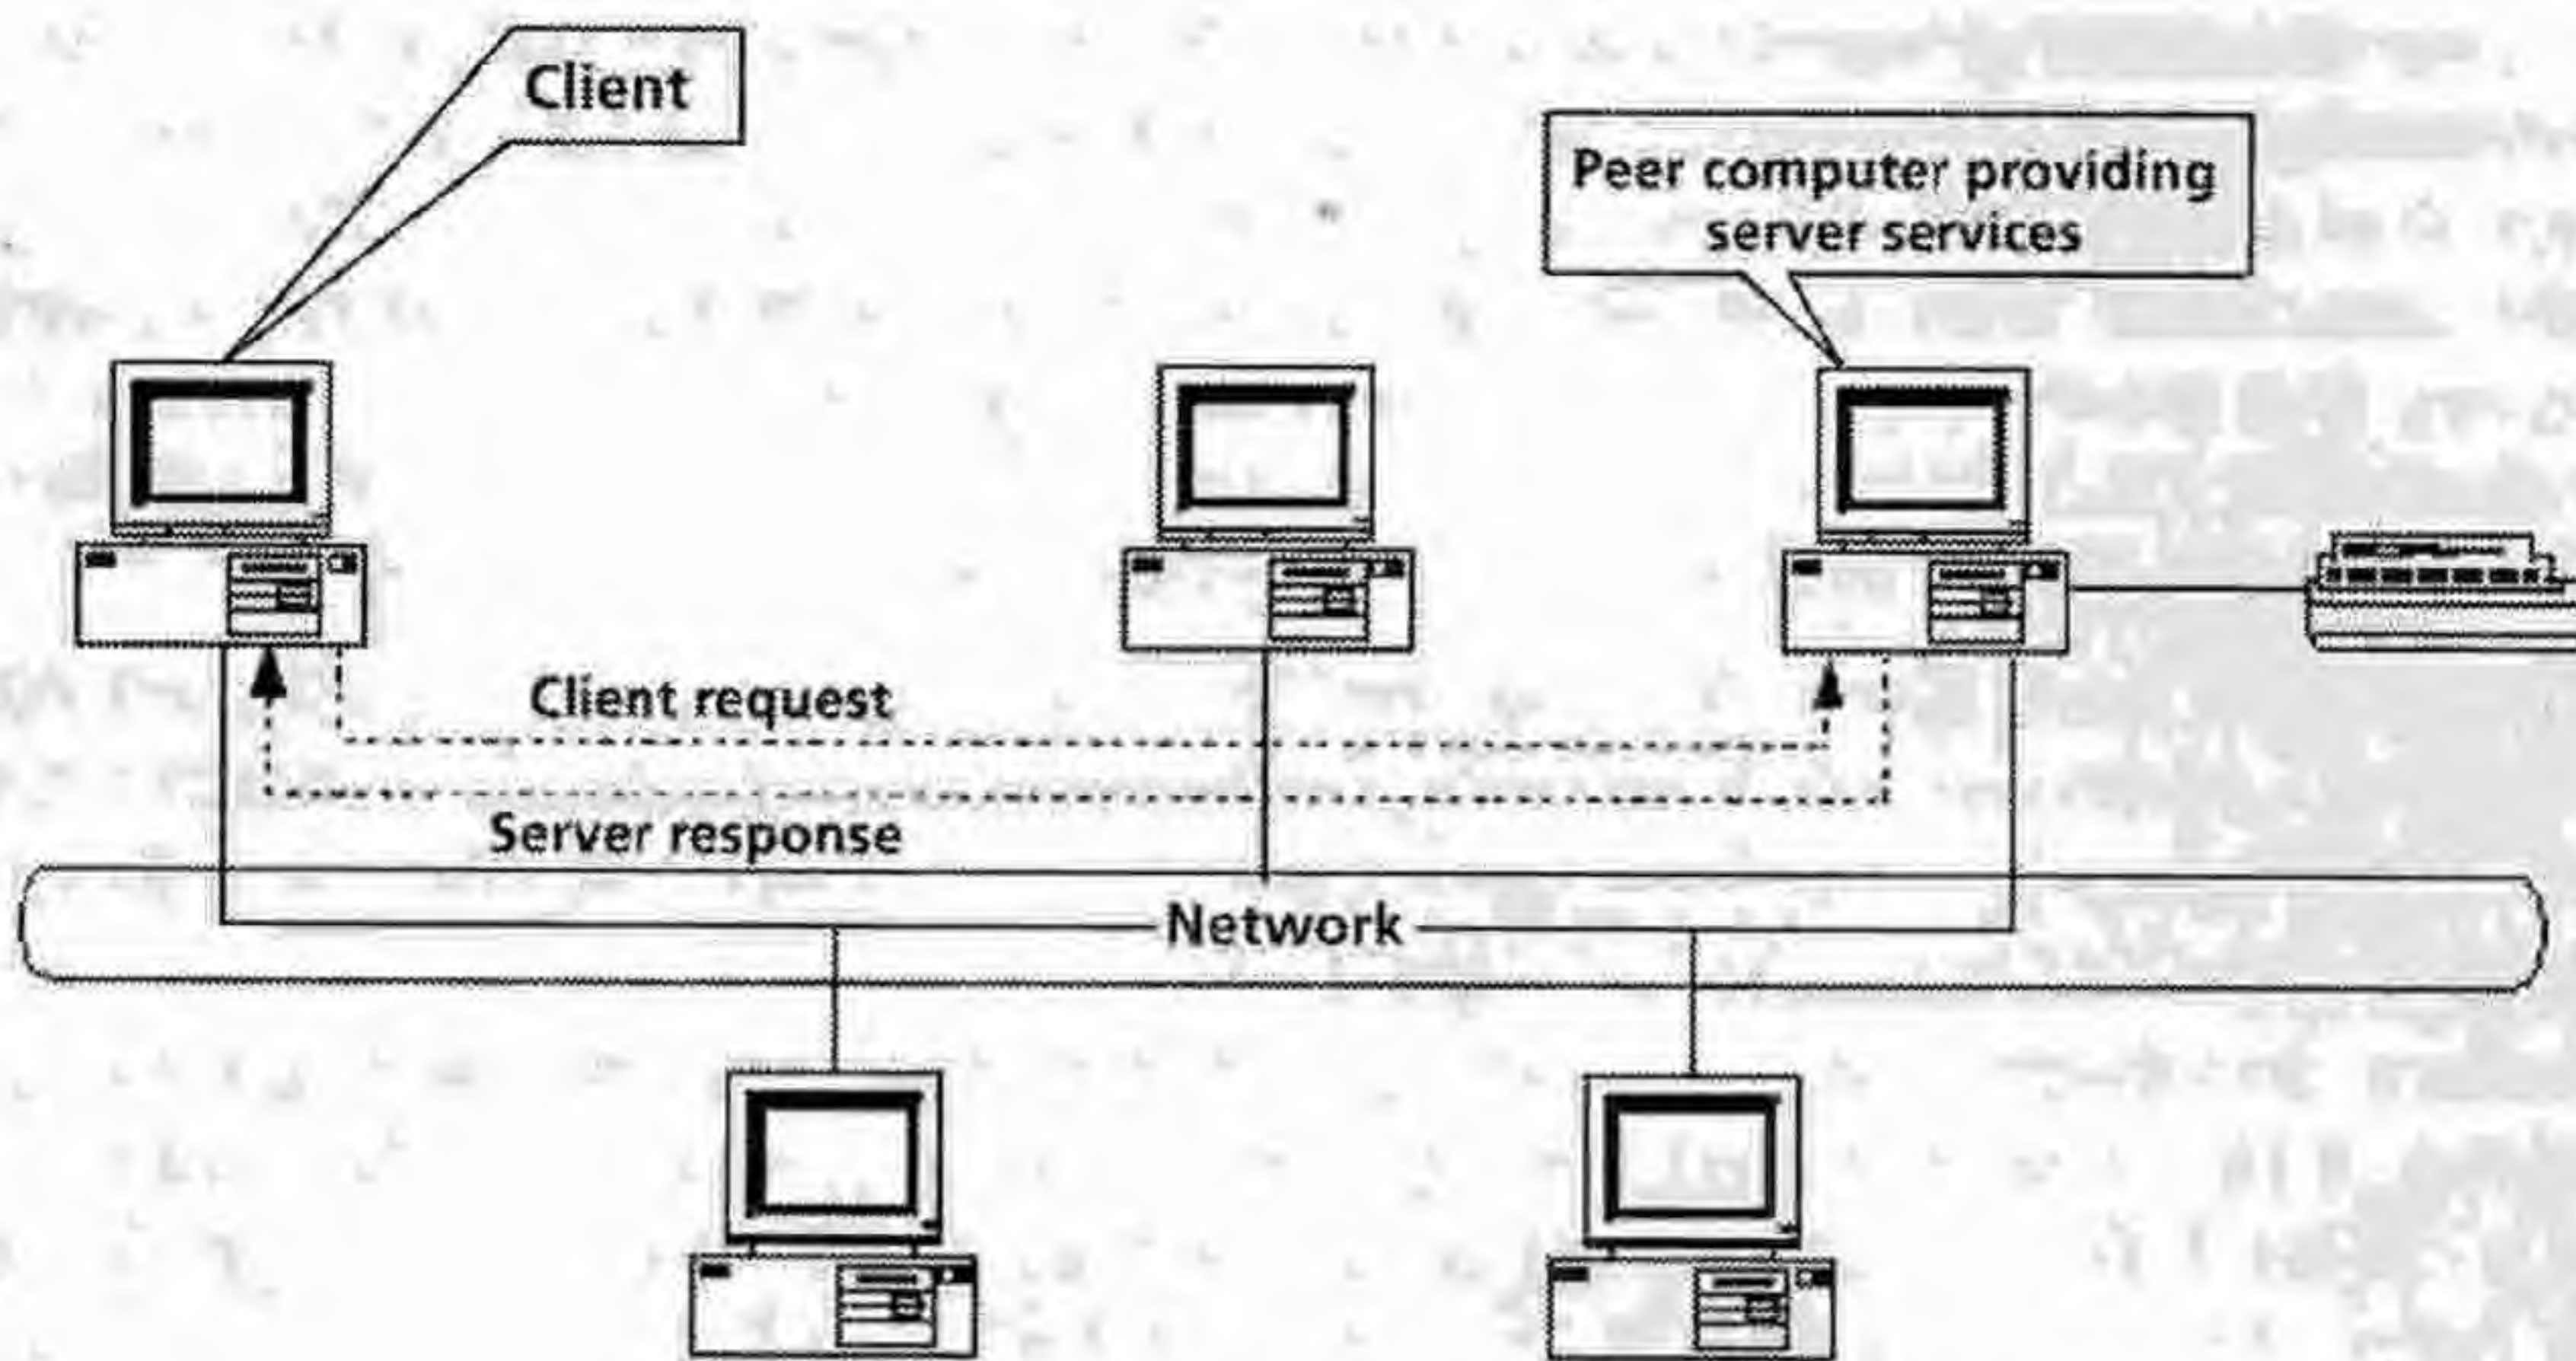 Client
Peer computer providing
server services
Client request
Server response
Network